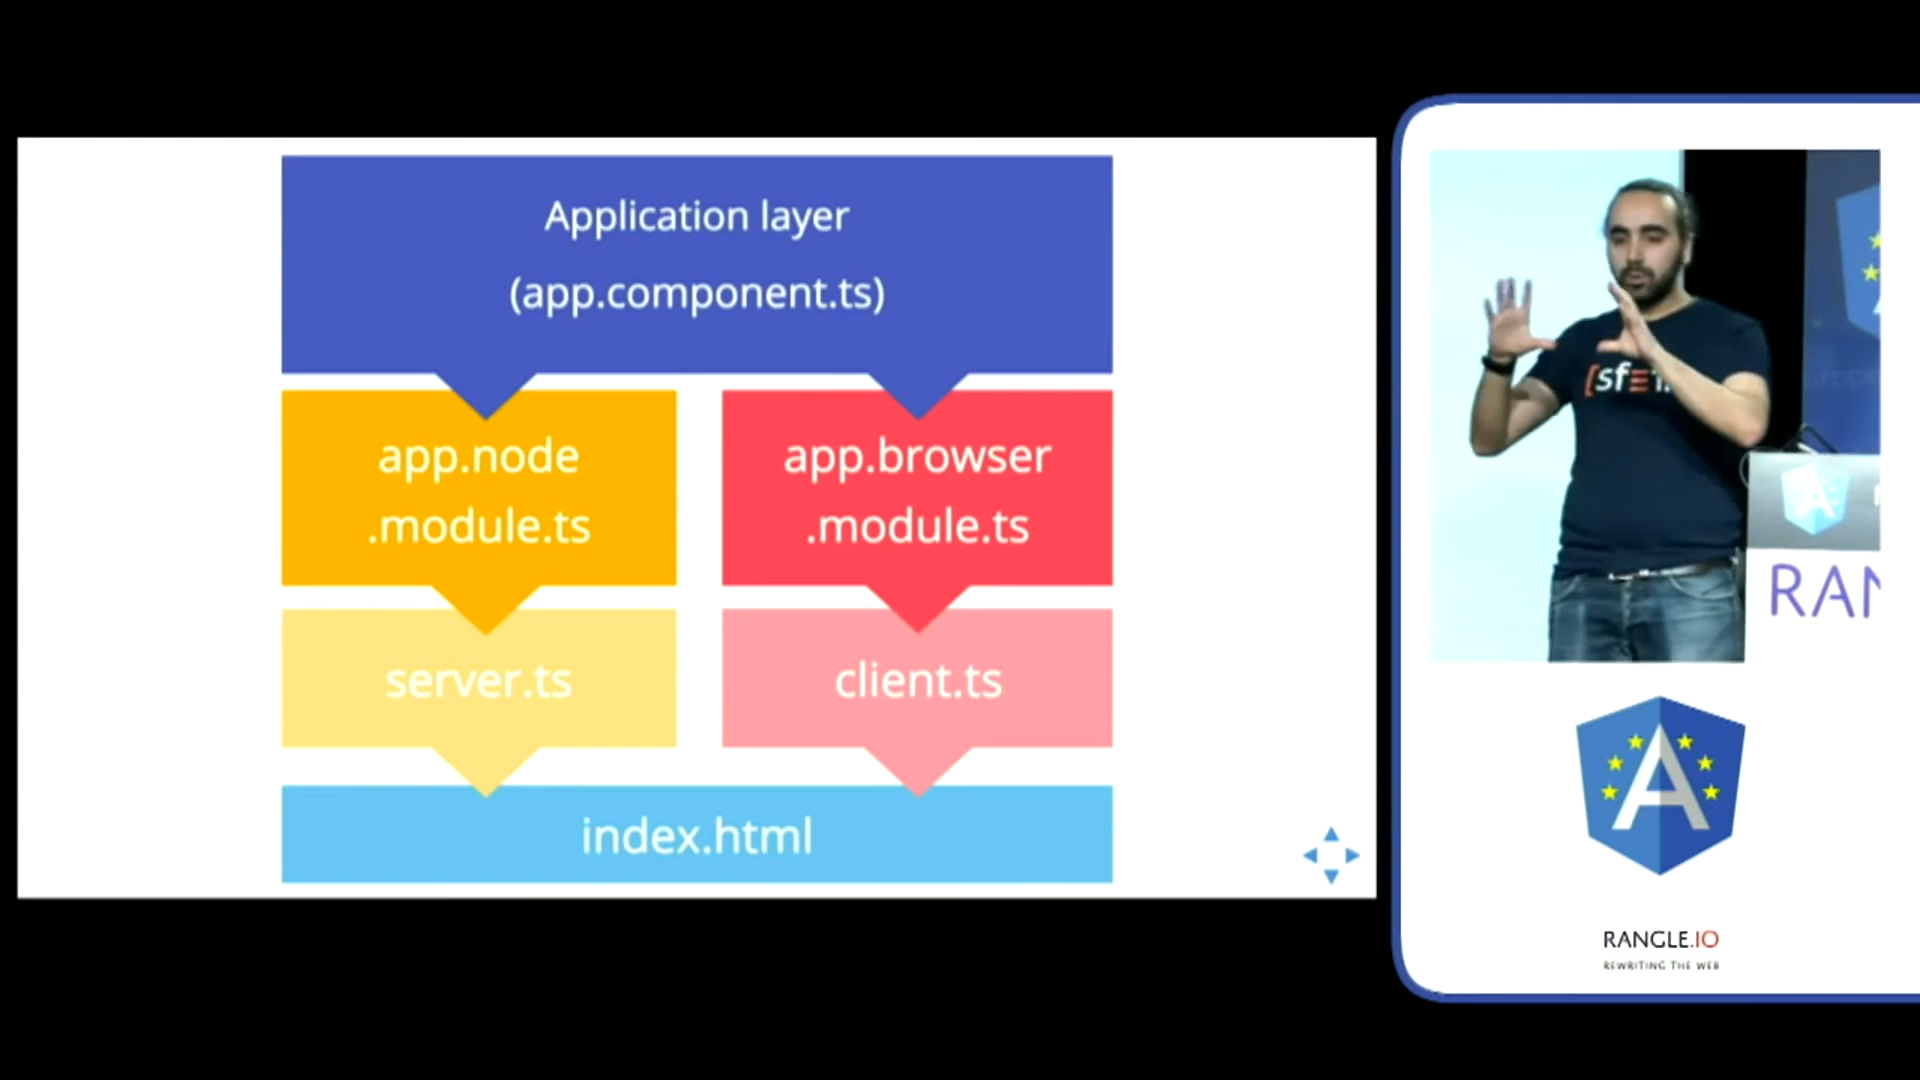 Application layer
(app.component.ts)
app.node
.module.ts
app.browser
.module.ts
server.ts
client.ts
index.html
RANGLE.IO
REWRITING THE WEB